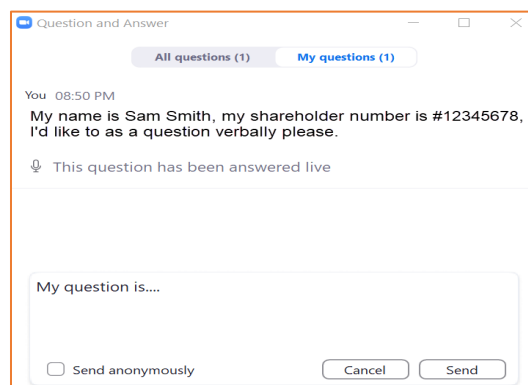 Question and Answer
All questions (1) My questions (1)
You 08:50 PM
My name is Sam Smith, my shareholder number is #12345678,
I'd like to as a question verbally please.
This question has been answered live
My question is....
Send anonymously Cancel Send